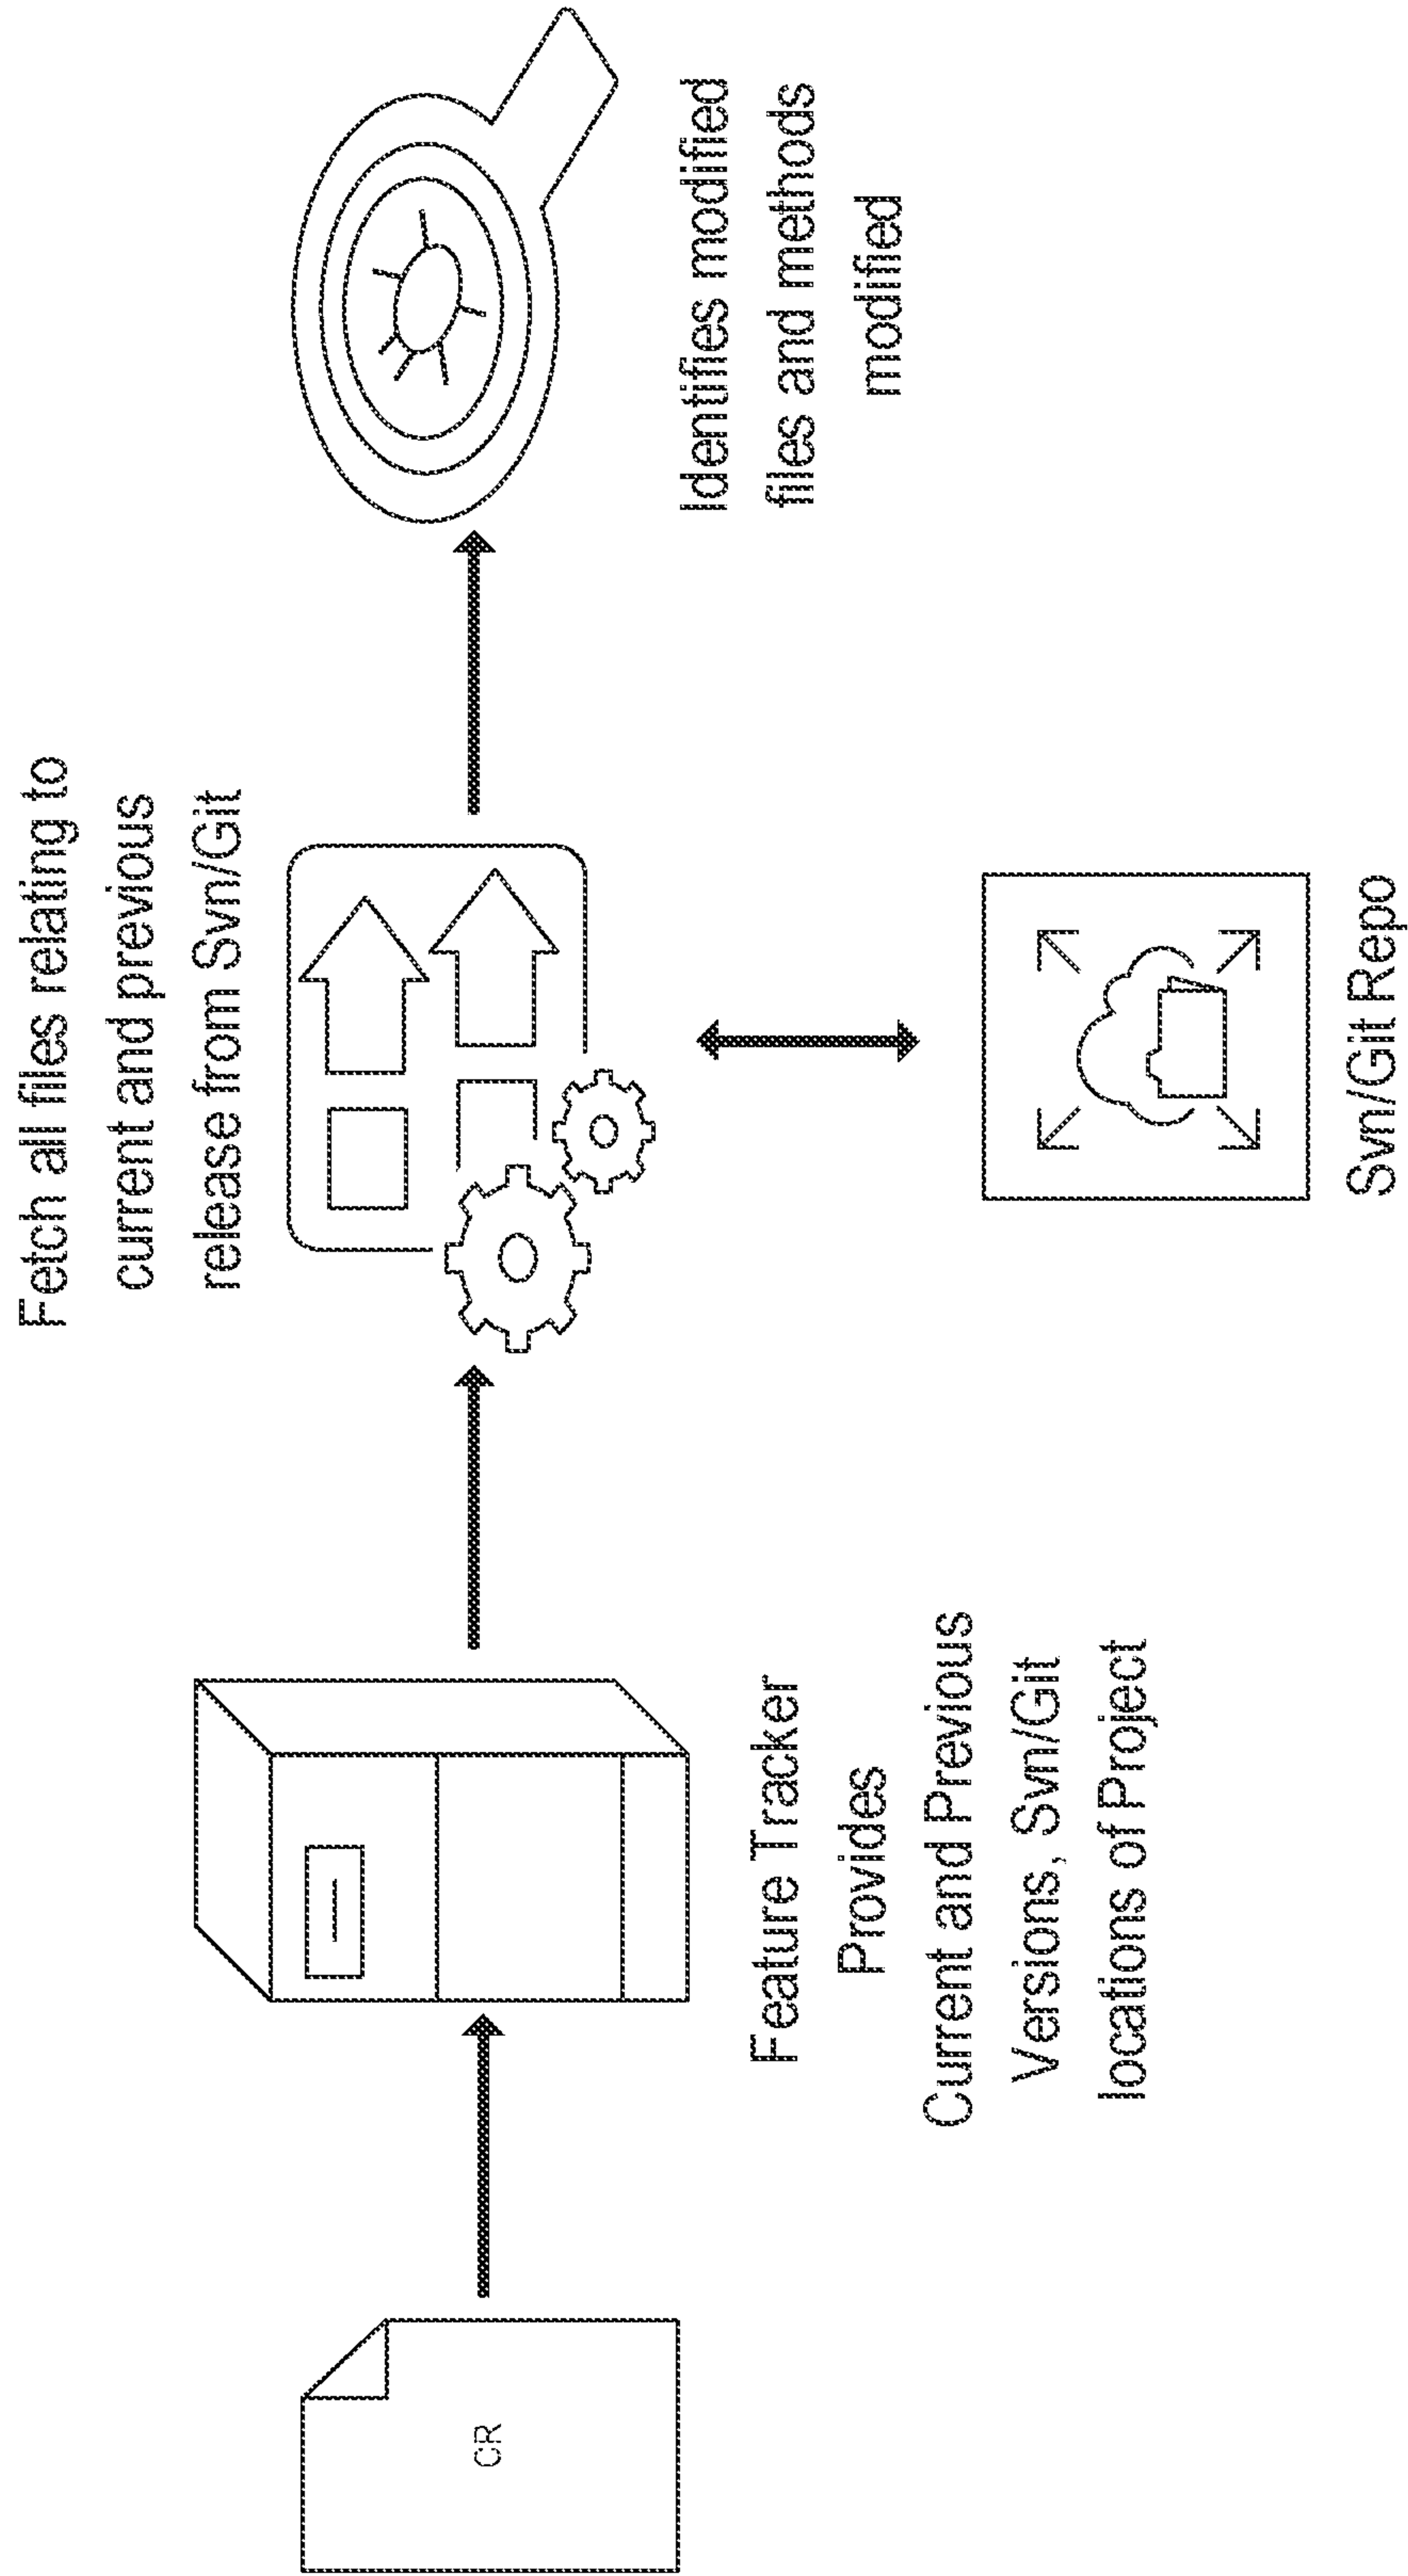 CR
Feature Tracker
Provides
Current and Previous
Versions, Svn/Git
locations of Project
Fetch all files relating to
current and previous
release from Svn/Git
Svn/Git Repo
Identifies modified
files and methods
modified